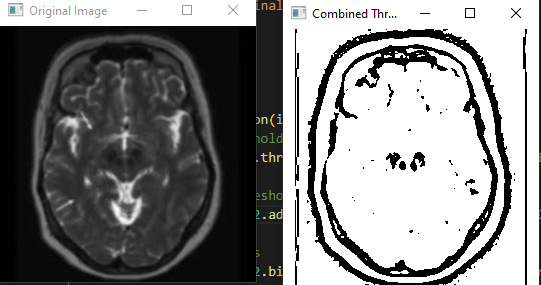 Original Image
Combined Thr...
inal
on(i
hold
.thr
esho
2.ad
s
2.bi